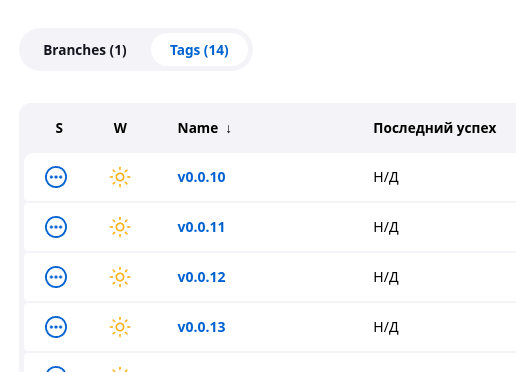 Branches (1) Tags (14)
S W Name ↓ Последний успех
v0.0.10 Н/Д
v0.0.11 Н/Д
v0.0.12 Н/Д
v0.0.13 Н/Д